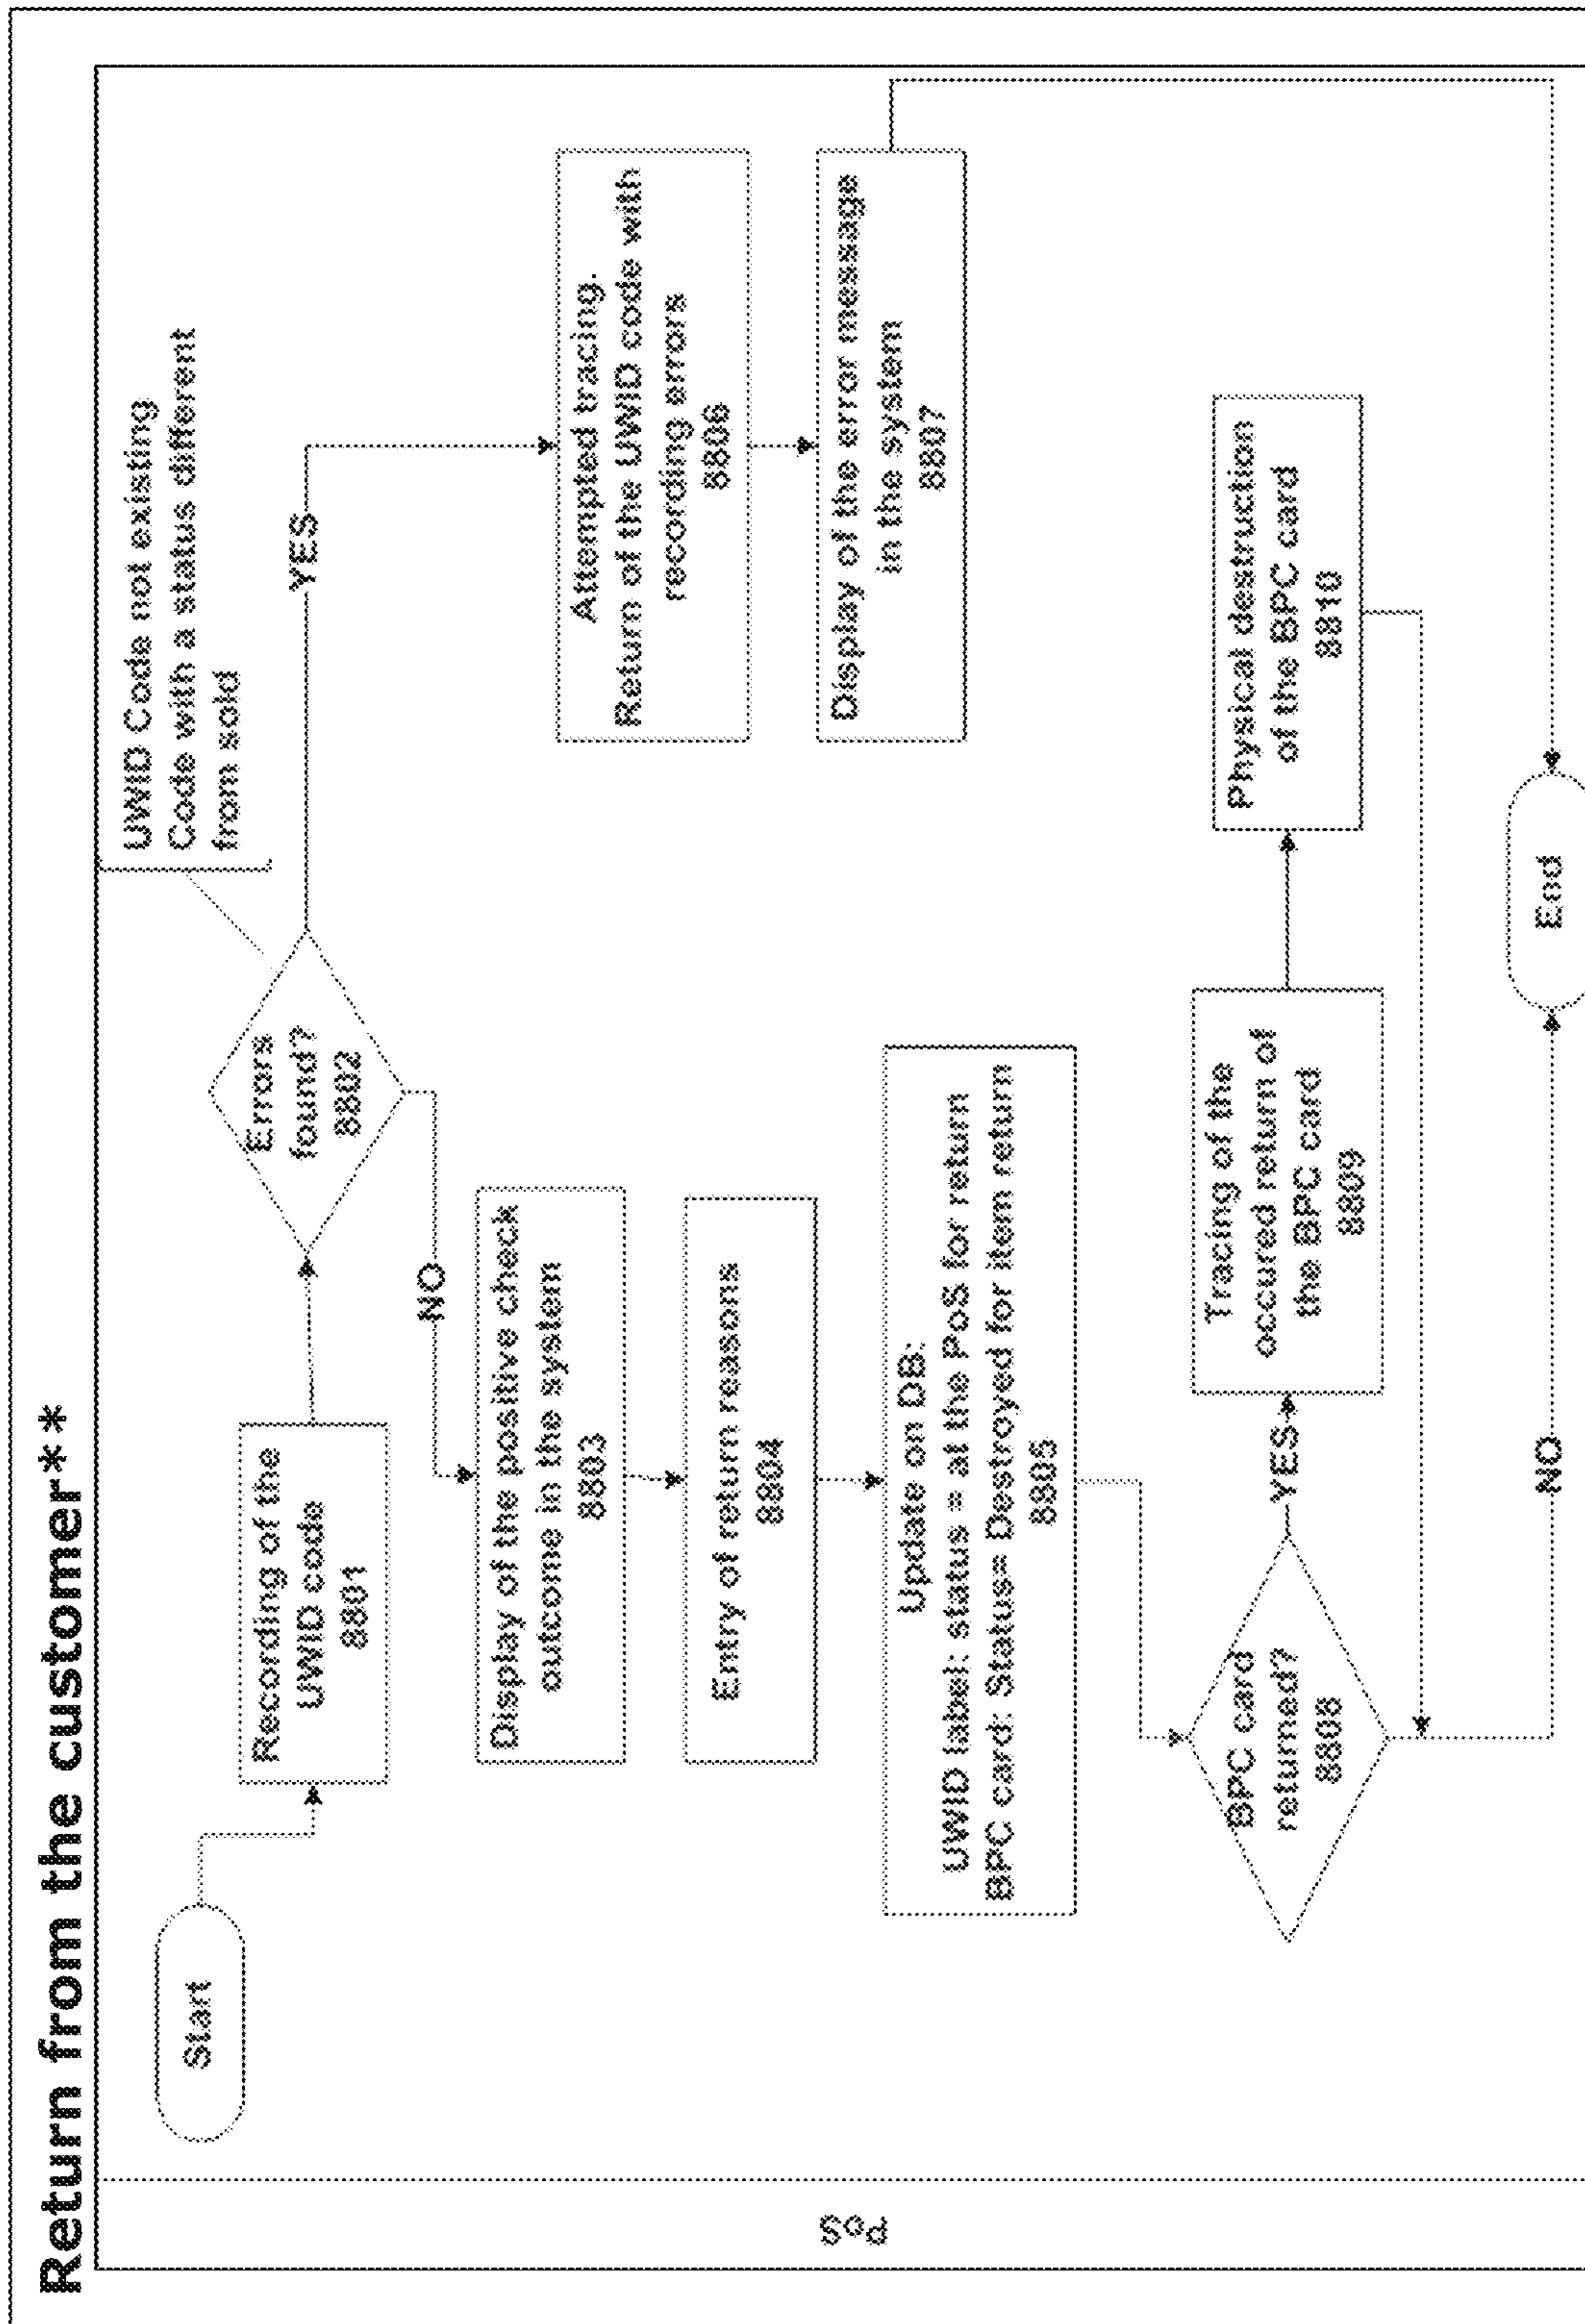 Return from the customer**
PoS
Start
Recording of the
UWID code
8801
Errors
found?
8802
UWID Code not existing
Code with a status different
from sold
YES
NO
Display of the positive check
outcome in the system
8803
Entry of return reasons
8804
Update on DB:
UWID label: status = at the PoS for return
BPC card: Status= Destroyed for item return
8805
Attempted tracing.
Return of the UWID code with
recording errors
8806
Display of the error message
in the system
8807
BPC card
returned?
8808
YES
Tracing of the
occured return of
the BPC card
8809
Physical destruction
of the BPC card
8810
NO
End